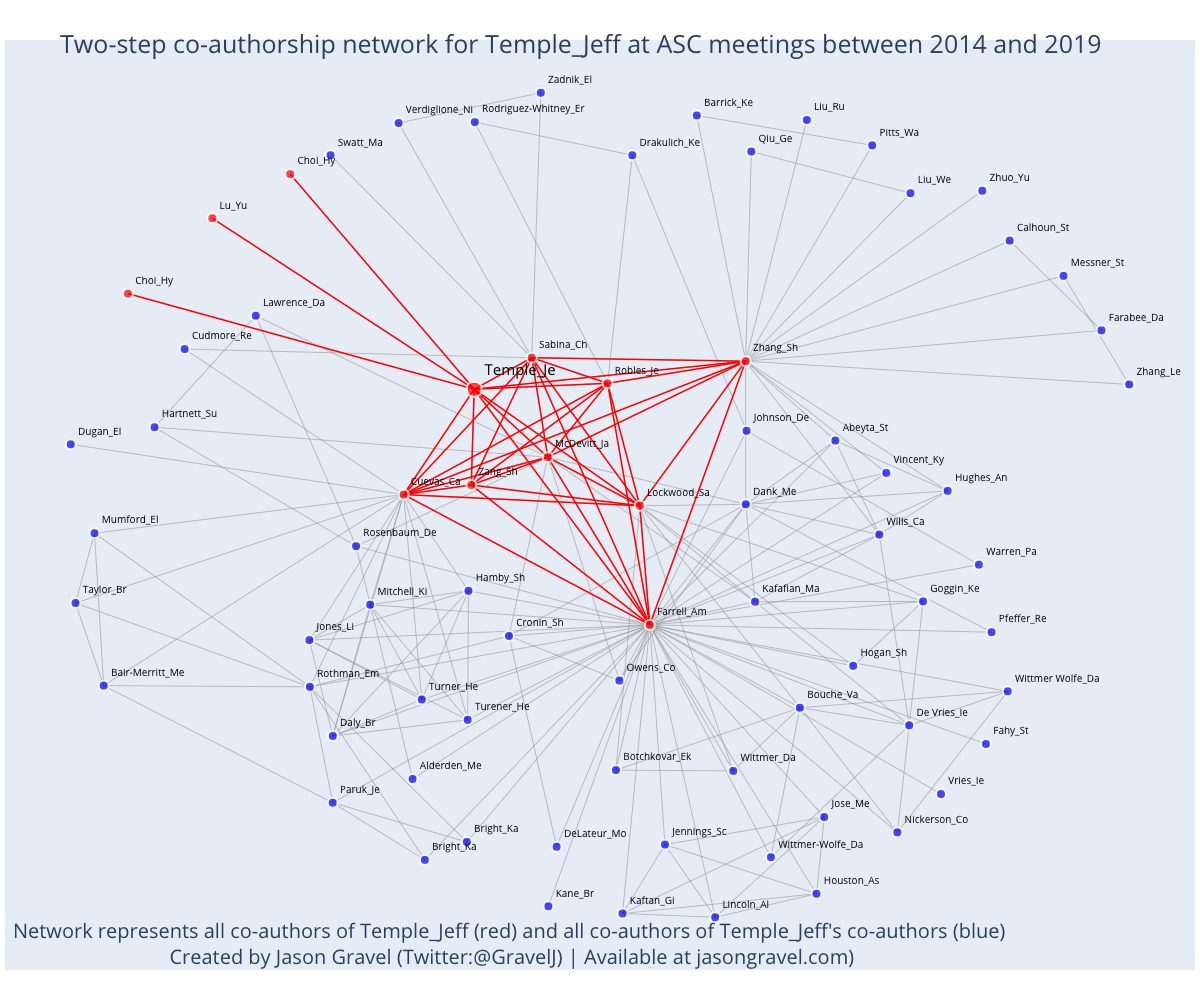 Two-step co-authorship network for Temple_Jeff at ASC meetings between 2014 and 2019
Zadnik_El
Verdiglione_Ni
Rodriguez-Whitney_Er
Barrick_Ke
Liu_Ru
Swatt_Ma
Drakulich_Ke
Qiu_Ge
Pitts_Wa
Choi_Hy
Liu_We
Zhuo_Yu
Lu_Yu
Calhoun_St
Messner_St
Choi_Hy
Lawrence_Da
Farabee_Da
Cudmore_Re
Sabina_Ch
Zhang_Sh
Temple_Je
Robles_Je
Zhang_Le
Hartnett_Su
Johnson_De
Abeyta_St
Dugan_El
McDevitt_Ja
Vincent_Ky
Cuevas_Ca
Zang_Sh
Hughes_An
Lockwood_Sa
Dank_Me
Mumford_El
Rosenbaum_De
Wills_Ca
Warren_Pa
Taylor_Br
Mitchell_Ki
Hamby_Sh
Kafafian_Ma
Goggin_Ke
Farrell_Am
Pfeffer_Re
Jones_Li
Cronin_Sh
Hogan_Sh
Bair-Merritt_Me
Rothman_Em
Owens_Co
Turner_He
Wittmer Wolfe_Da
Bouche_Va
Turener_He
De Vries_Ie
Daly_Br
Fahy_St
Botchkovar_Ek
Wittmer_Da
Alderden_Me
Paruk_Je
Vries_Ie
Jose_Me
Nickerson_Co
Bright_Ka
DeLateur_Mo
Jennings_Sc
Bright_Ka
Wittmer-Wolfe_Da
Houston_As
Kane_Br
Kaftan_Gi
Lincoln_Al
Network represents all co-authors of Temple_Jeff (red) and all co-authors of Temple_Jeff's co-authors (blue)
Created by Jason Gravel (Twitter:@GravelJ) | Available at jasongravel.com)